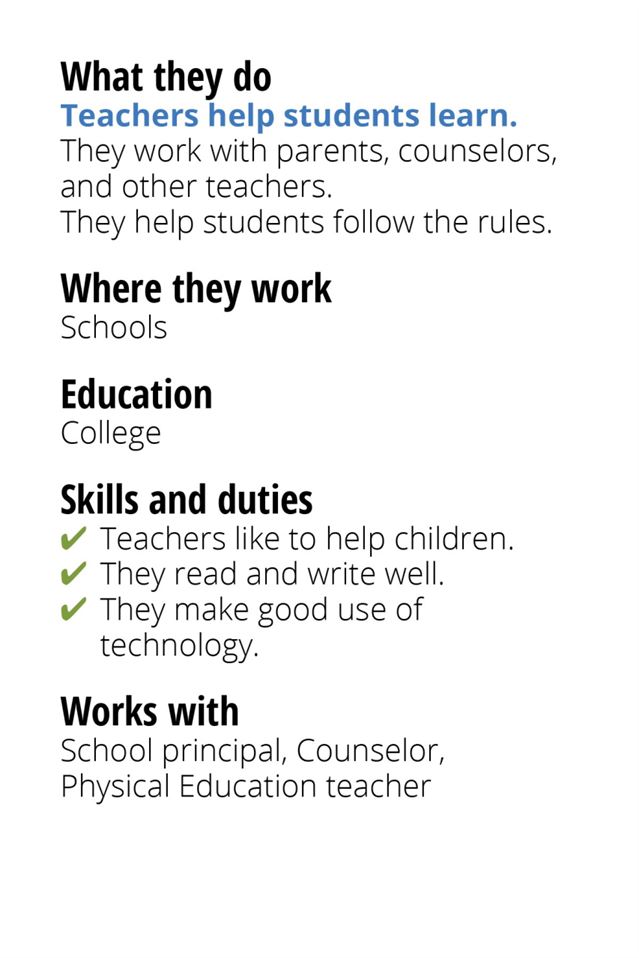 What they do
Teachers help students learn.
They work with parents, counselors,
and other teachers.
They help students follow the rules.
Where they work
Schools
Education
College
Skills and duties
✔ Teachers like to help children.
✔ They read and write well.
✔ They make good use of
technology.
Works with
School principal, Counselor,
Physical Education teacher